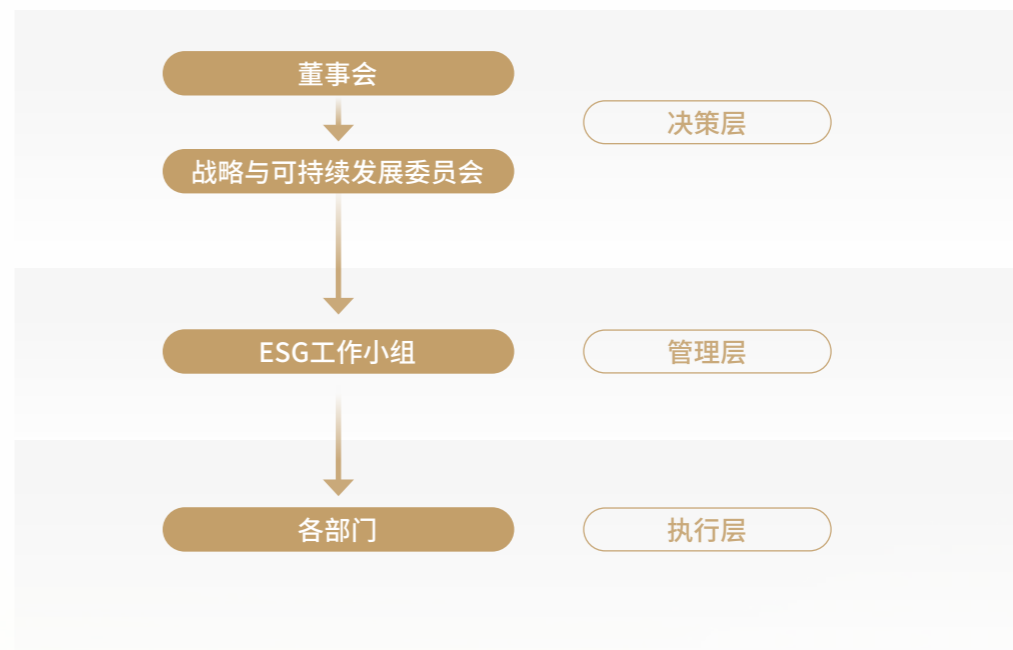 董事会
决策层
战略与可持续发展委员会
ESG工作小组
管理层
各部门
执行层